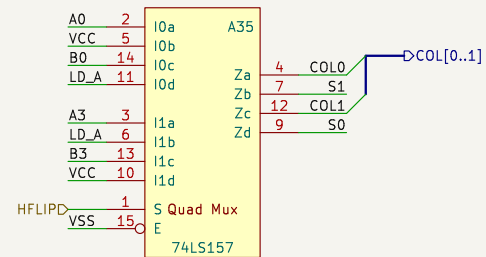 A0 2 I0a A35
VCC 5 I0b
B0 14 I0c
LD_A 11 I0d
Za 4 COL0 COL[0..1]
Zb 7 S1
A3 3 I1a Zc 12 COL1
LD_A 6 I1b Zd 9 S0
B3 13 I1c
VCC 10 I1d
HFLIP 1 S Quad Mux
VSS 15 E
74LS157